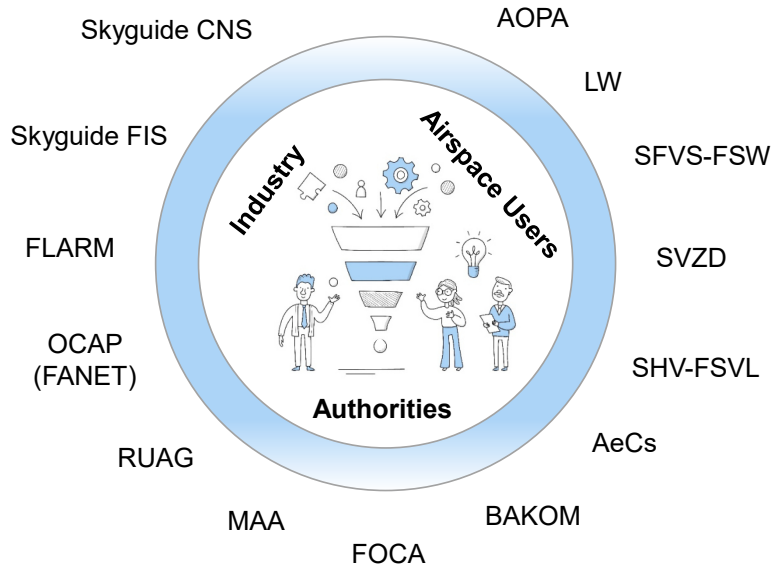 Skyguide CNS
AOPA
LW
Skyguide FIS
SFVS-FSW
Industry
Airspace Users
FLARM
SVZD
OCAP
(FANET)
SHV-FSVL
Authorities
AeCs
RUAG
BAKOM
MAA
FOCA